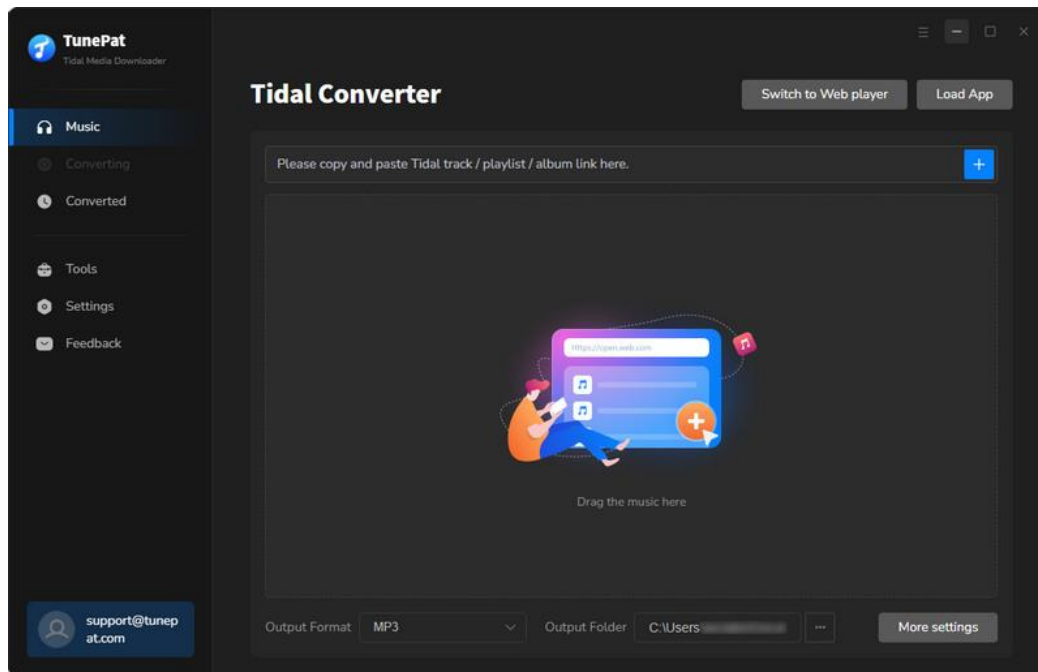 TunePat
Tidal Media Downloader
Music
Converting
Converted
Tools
Settings
Feedback
support@tunep
at.com
Tidal Converter
Switch to Web player
Load App
Please copy and paste Tidal track / playlist / album link here.
Https://open.web.com
Drag the music here
Output Format
MP3
Output Folder
C:\Users
...
More settings